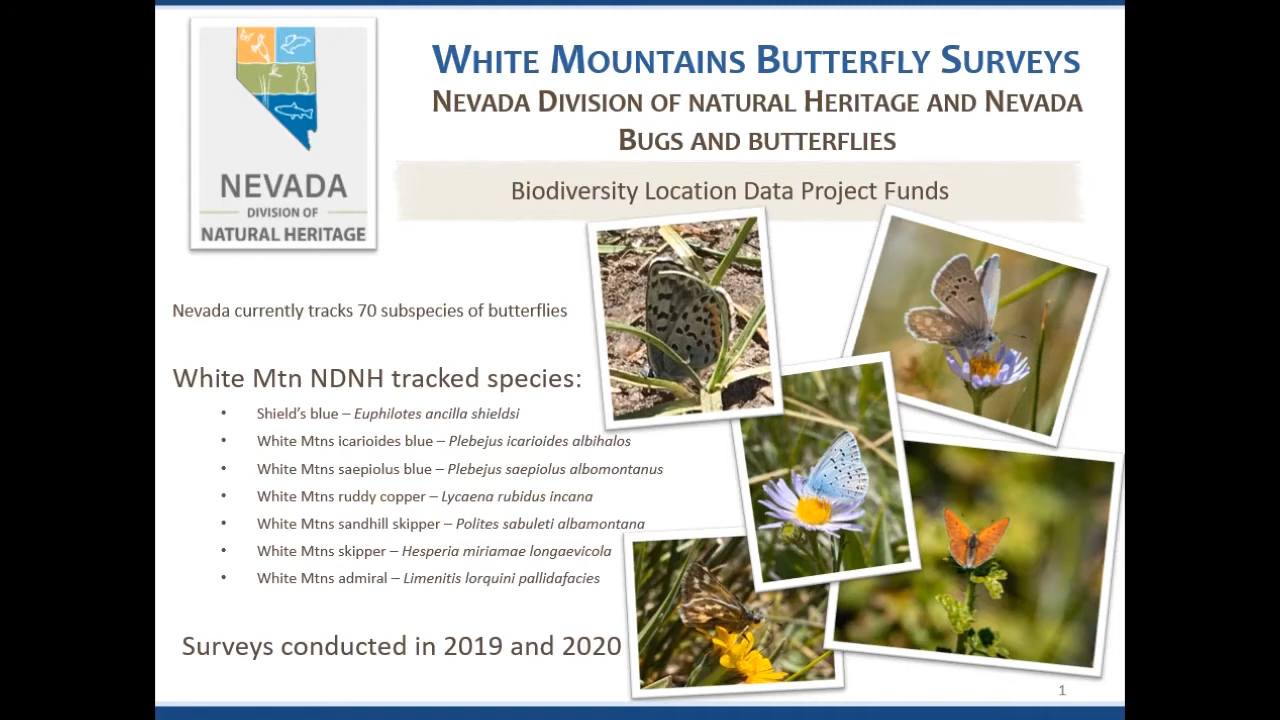 WHITE MOUNTAINS BUTTERFLY SURVEYS
NEVADA DIVISION OF NATURAL HERITAGE AND NEVADA
BUGS AND BUTTERFLIES
Biodiversity Location Data Project Funds
NEVADA
DIVISION OF
NATURAL HERITAGE
Nevada currently tracks 70 subspecies of butterflies
White Mtn NDNH tracked species:
• Shield's blue – Euphilotes ancilla shieldsi
• White Mtns icarioides blue – Plebejus icarioides albihalos
• White Mtns saepiolus blue – Plebejus saepiolus albomontanus
• White Mtns ruddy copper – Lycaena rubidus incana
• White Mtns sandhill skipper – Polites sabuleti albamontana
• White Mtns skipper – Hesperia miriamae longaevicola
• White Mtns admiral – Limenitis lorquini pallidafacies
Surveys conducted in 2019 and 2020
1